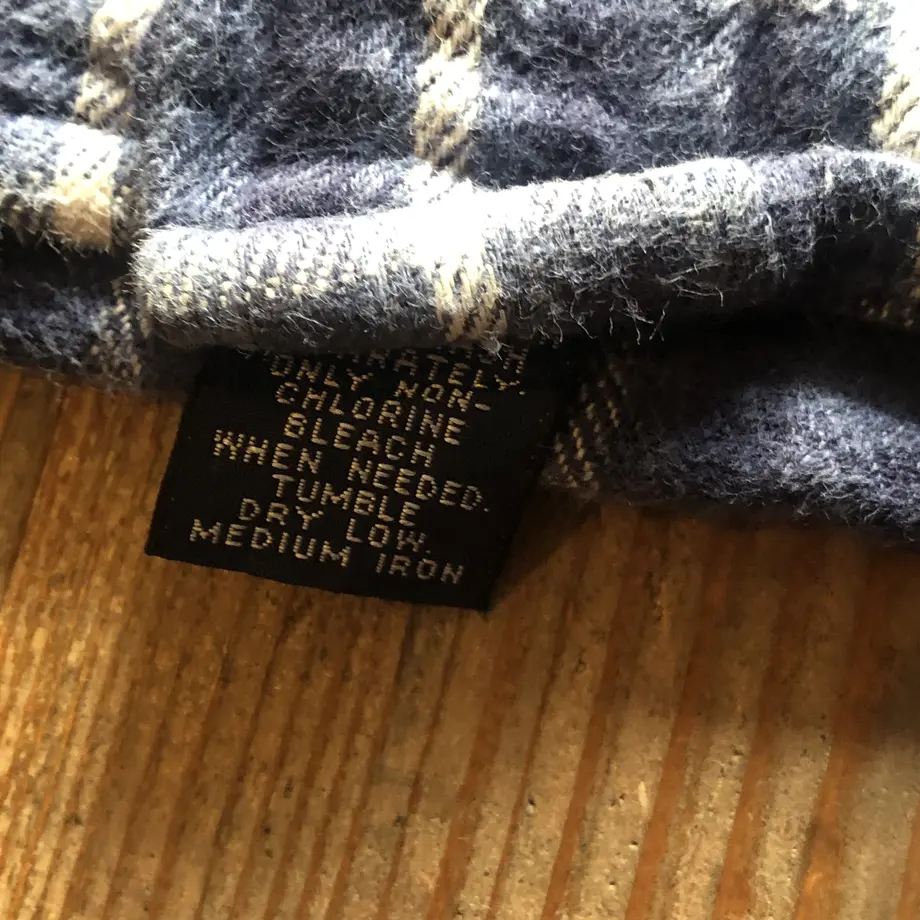 ONLY NON-
CHLORINE
BLEACH
WHEN NEEDED.
TUMBLE
DRY LOW.
MEDIUM IRON